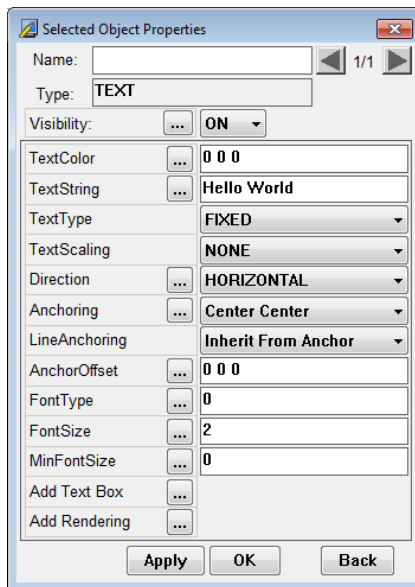 Selected Object Properties
Name: 1/1
Type: TEXT
Visibility: ... ON
TextColor ... 0 0 0
TextString ... Hello World
TextType FIXED
TextScaling NONE
Direction ... HORIZONTAL
Anchoring ... Center Center
LineAnchoring Inherit From Anchor
AnchorOffset ... 0 0 0
FontType ... 0
FontSize ... 2
MinFontSize ... 0
Add Text Box ...
Add Rendering ...
Apply OK Back